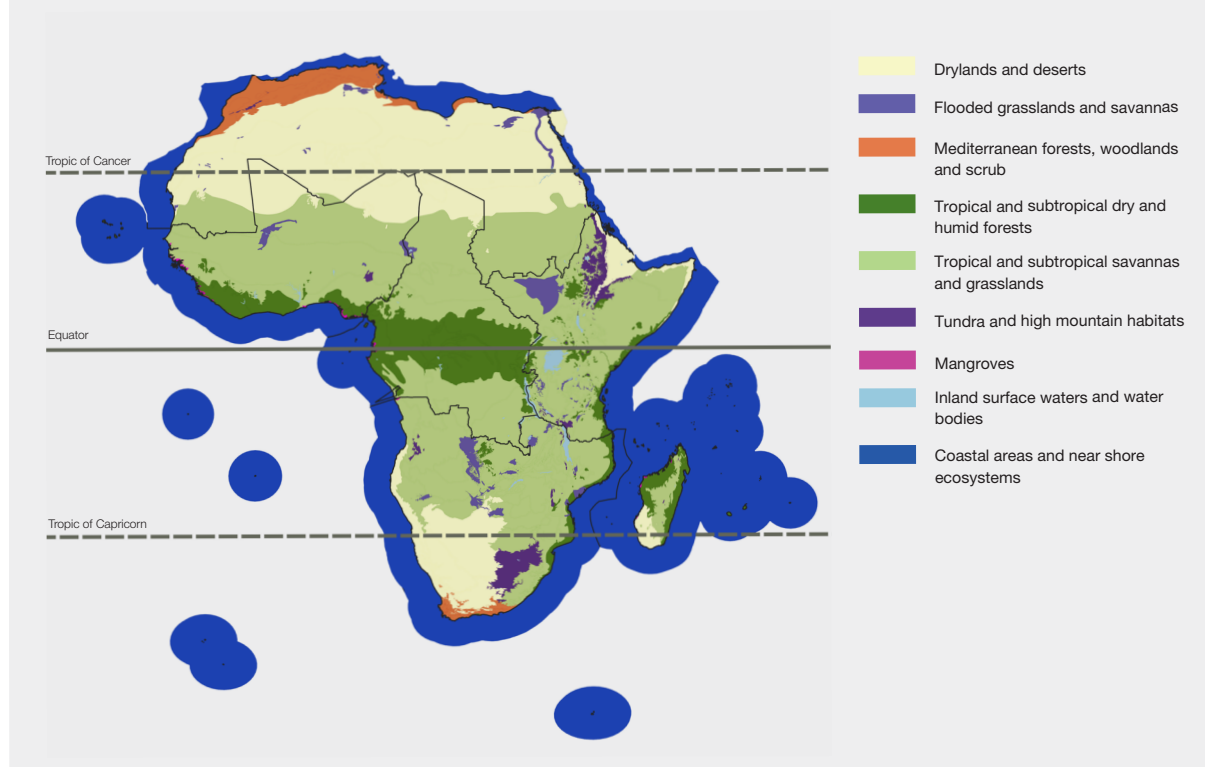 Tropic of Cancer
Equator
Tropic of Capricorn
Drylands and deserts
Flooded grasslands and savannas
Mediterranean forests, woodlands
and scrub
Tropical and subtropical dry and
humid forests
Tropical and subtropical savannas
and grasslands
Tundra and high mountain habitats
Mangroves
Inland surface waters and water
bodies
Coastal areas and near shore
ecosystems